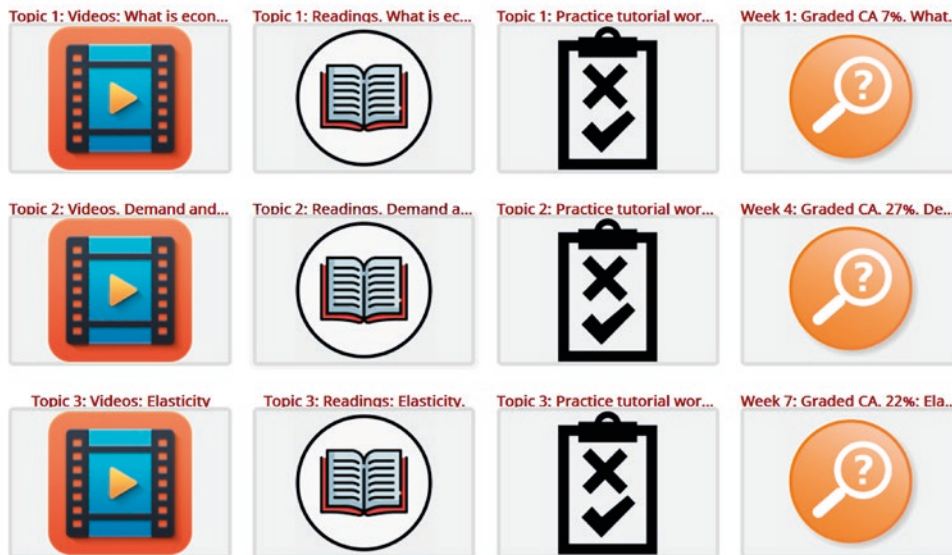 Topic 1: Videos: What is econ...
Topic 1: Readings. What is ec...
Topic 1: Practice tutorial wor...
Week 1: Graded CA 7%. What...
?
Topic 2: Videos. Demand and...
Topic 2: Readings. Demand a...
Topic 2: Practice tutorial wor...
Week 4: Graded CA. 27%. De...
?
Topic 3: Videos: Elasticity
Topic 3: Readings: Elasticity.
Topic 3: Practice tutorial wor...
Week 7: Graded CA. 22%: Ela...
?